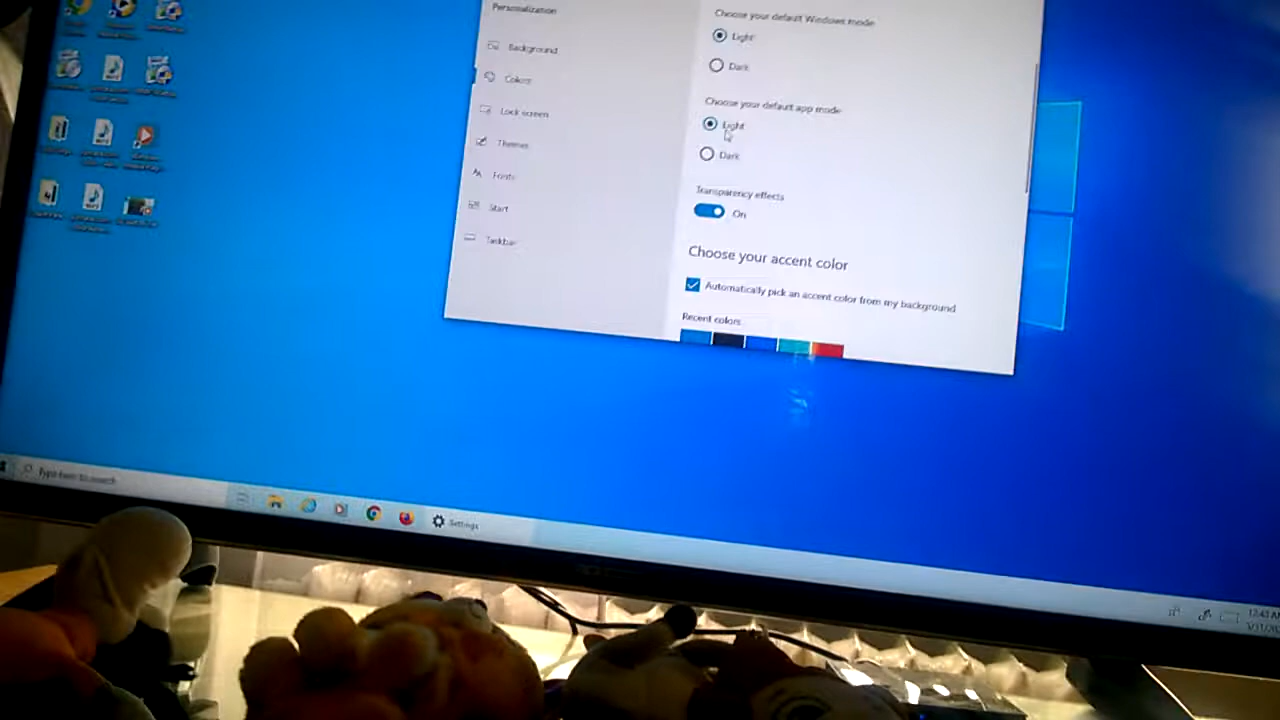 Personalization
Background
Colors
Lock screen
Themes
Fonts
Start
Taskbar
Choose your default Windows mode
Light
Dark
Choose your default app mode
Light
Dark
Transparency effects
On
Choose your accent color
Automatically pick an accent color from my background
Recent colors
Type here to search
Settings